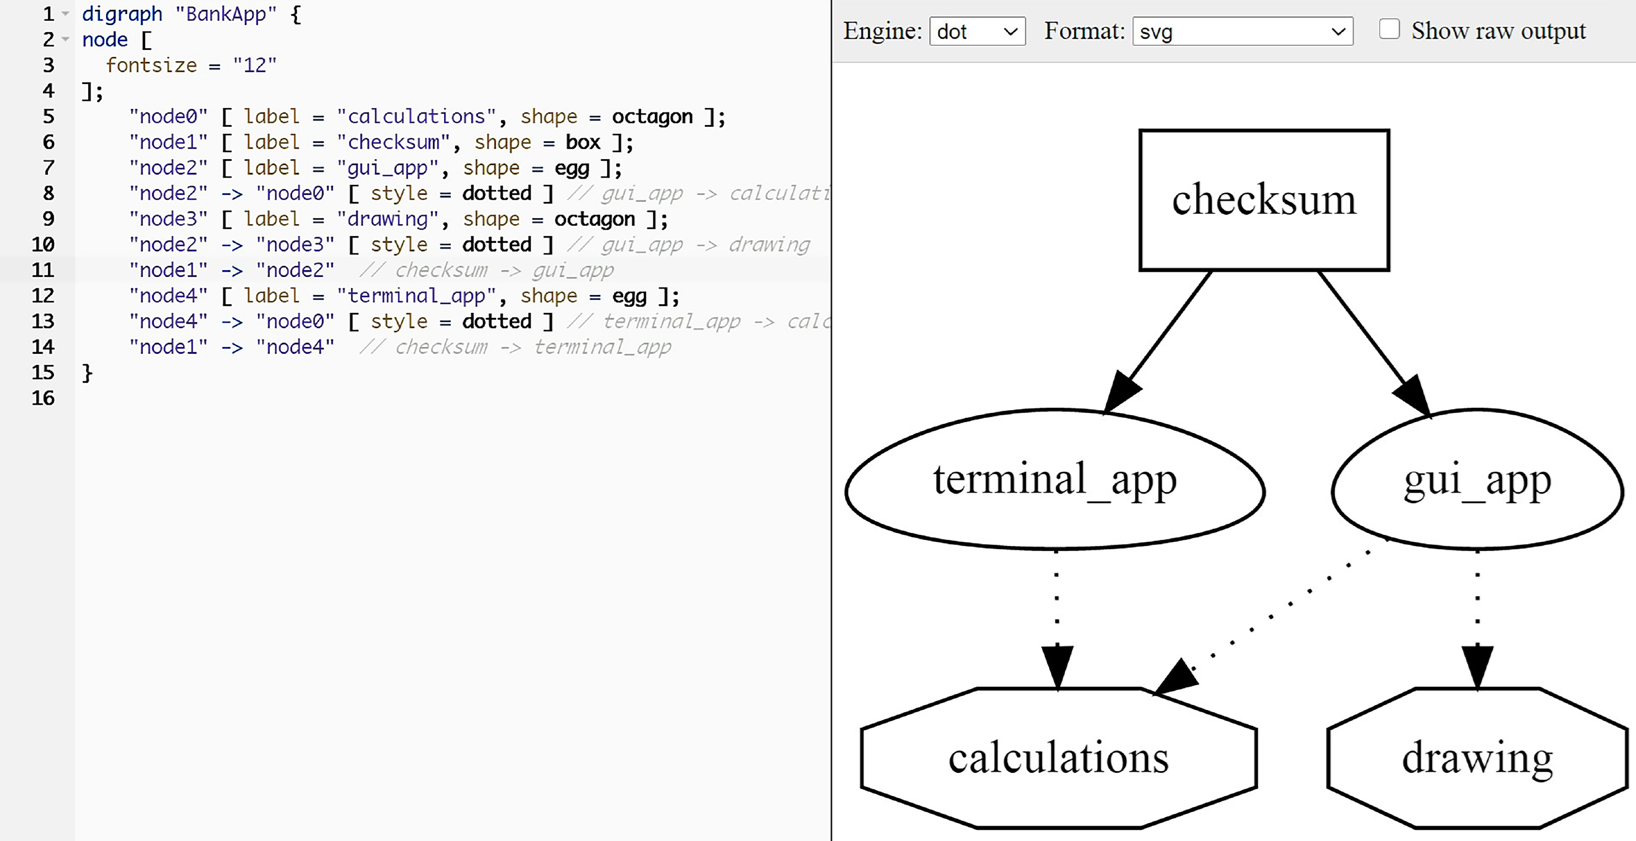 1 digraph "BankApp" {
2 node [
3 fontsize = "12"
4 ];
5 "node0" [ label = "calculations", shape = octagon ];
6 "node1" [ label = "checksum", shape = box ];
7 "node2" [ label = "gui_app", shape = egg ];
8 "node2" -> "node0" [ style = dotted ] // gui_app -> calculati
9 "node3" [ label = "drawing", shape = octagon ];
10 "node2" -> "node3" [ style = dotted ] // gui_app -> drawing
11 "node1" -> "node2" // checksum -> gui_app
12 "node4" [ label = "terminal_app", shape = egg ];
13 "node4" -> "node0" [ style = dotted ] // terminal_app -> calc
14 "node1" -> "node4" // checksum -> terminal_app
15 }
16
Engine: dot Format: svg Show raw output
checksum
terminal_app gui_app
calculations drawing